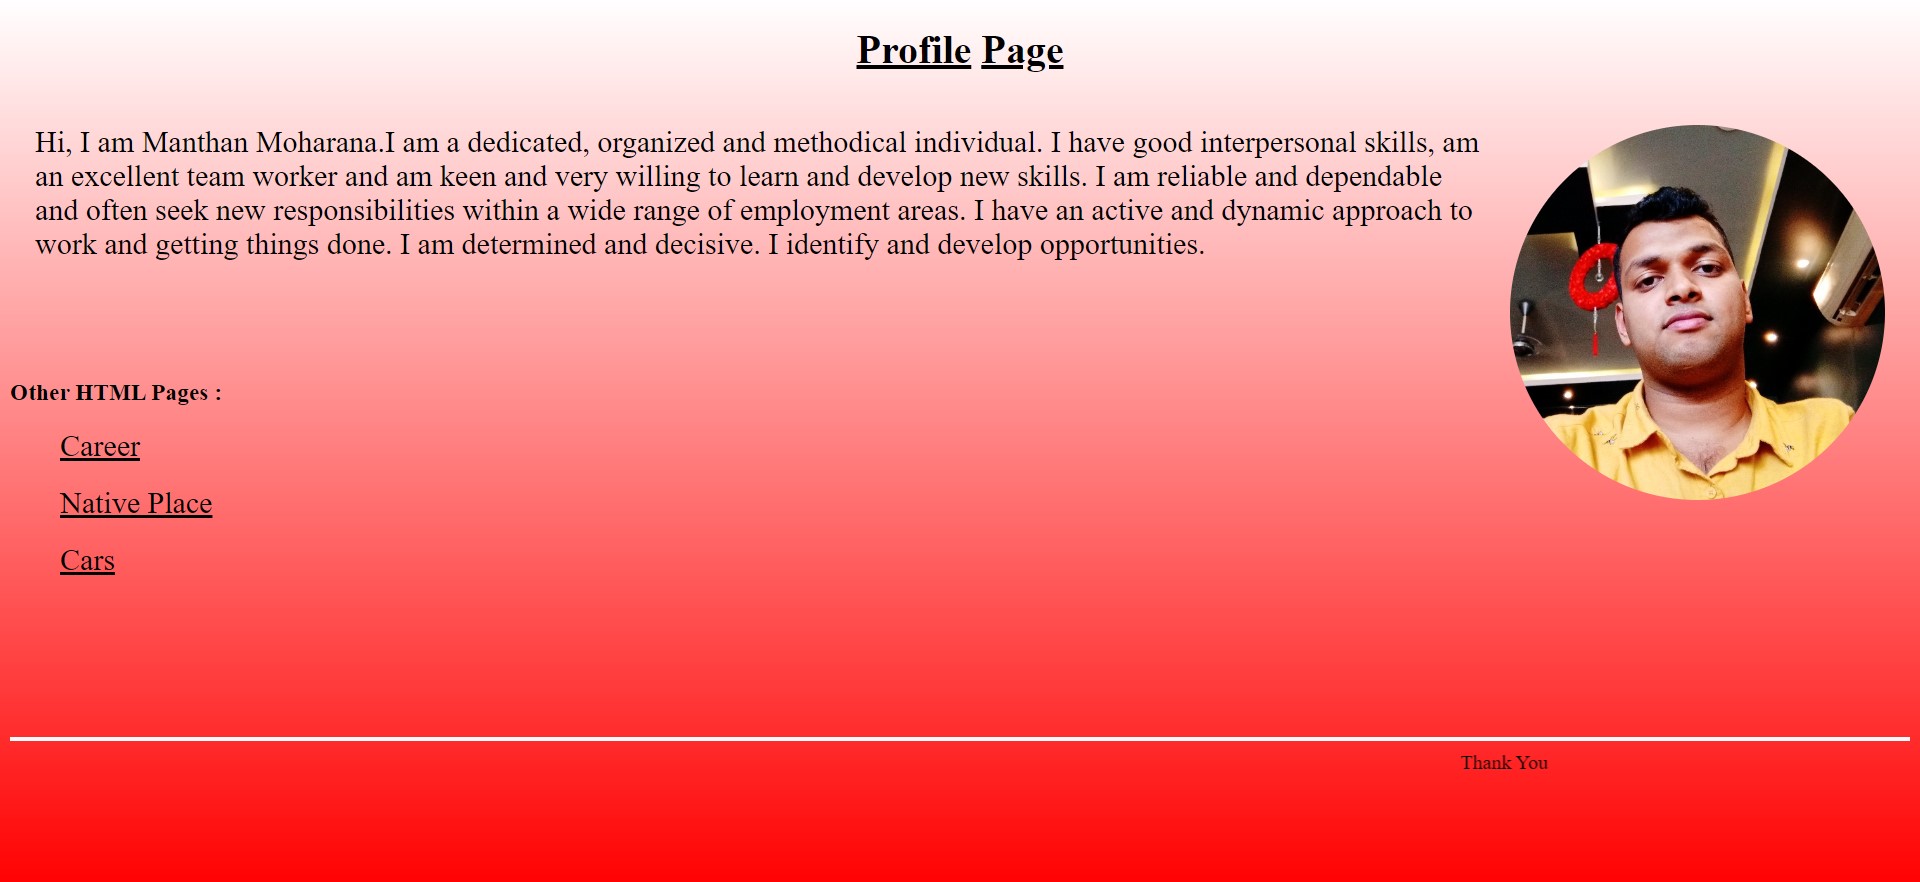 Profile Page
Hi, I am Manthan Moharana.I am a dedicated, organized and methodical individual. I have good interpersonal skills, am
an excellent team worker and am keen and very willing to learn and develop new skills. I am reliable and dependable
and often seek new responsibilities within a wide range of employment areas. I have an active and dynamic approach to
work and getting things done. I am determined and decisive. I identify and develop opportunities.
Other HTML Pages :
Career
Native Place
Cars
Thank You